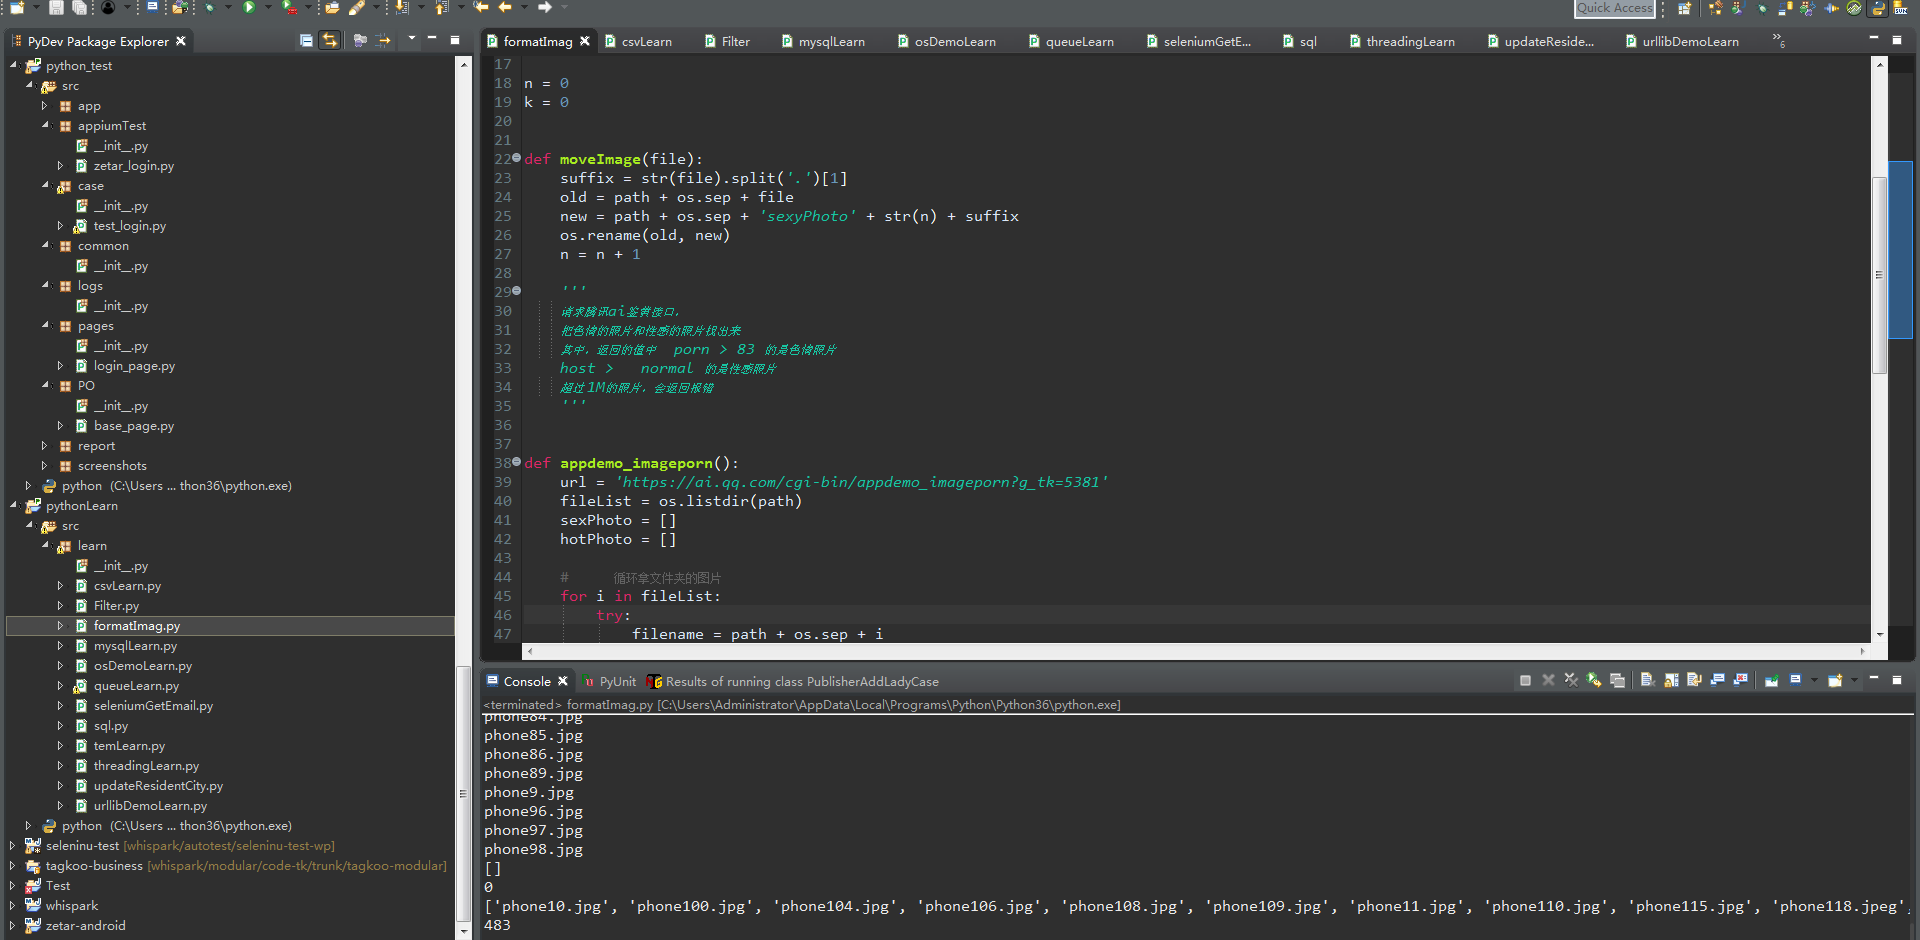 Quick Access
PyDev Package Explorer
python_test
src
app
appiumTest
__init__.py
zetar_login.py
case
__init__.py
test_login.py
common
__init__.py
logs
__init__.py
pages
__init__.py
login_page.py
PO
__init__.py
base_page.py
report
screenshots
python (C:\Users ... thon36\python.exe)
pythonLearn
src
learn
__init__.py
csvLearn.py
Filter.py
formatImag.py
mysqlLearn.py
osDemoLearn.py
queueLearn.py
seleniumGetEmail.py
sql.py
temLearn.py
threadingLearn.py
updateResidentCity.py
urllibDemoLearn.py
python (C:\Users ... thon36\python.exe)
seleninu-test [whispark/autotest/seleninu-test-wp]
tagkoo-business [whispark/modular/code-tk/trunk/tagkoo-modular]
Test
whispark
zetar-android
formatImag csvLearn Filter mysqlLearn osDemoLearn queueLearn seleniumGetE... sql threadingLearn updateReside... urllibDemoLearn »6
17
18 n = 0
19 k = 0
20
21
22 def moveImage(file):
23 suffix = str(file).split('.')[1]
24 old = path + os.sep + file
25 new = path + os.sep + 'sexyPhoto' + str(n) + suffix
26 os.rename(old, new)
27 n = n + 1
28
29 '''
30 请求腾讯ai鉴黄接口，
31 把色情的照片和性感的照片找出来
32 其中，返回的值中 porn > 83 的是色情照片
33 host > normal 的是性感照片
34 超过1M的照片，会返回报错
35 '''
36
37
38 def appdemo_imageporn():
39 url = 'https://ai.qq.com/cgi-bin/appdemo_imageporn?g_tk=5381'
40 fileList = os.listdir(path)
41 sexPhoto = []
42 hotPhoto = []
43
44 # 循环拿文件夹的图片
45 for i in fileList:
46 try:
47 filename = path + os.sep + i
Console PyUnit Results of running class PublisherAddLadyCase
<terminated> formatImag.py [C:\Users\Administrator\AppData\Local\Programs\Python\Python36\python.exe]
phone84.jpg
phone85.jpg
phone86.jpg
phone89.jpg
phone9.jpg
phone96.jpg
phone97.jpg
phone98.jpg
[]
0
['phone10.jpg', 'phone100.jpg', 'phone104.jpg', 'phone106.jpg', 'phone108.jpg', 'phone109.jpg', 'phone11.jpg', 'phone110.jpg', 'phone115.jpg', 'phone118.jpeg',
483